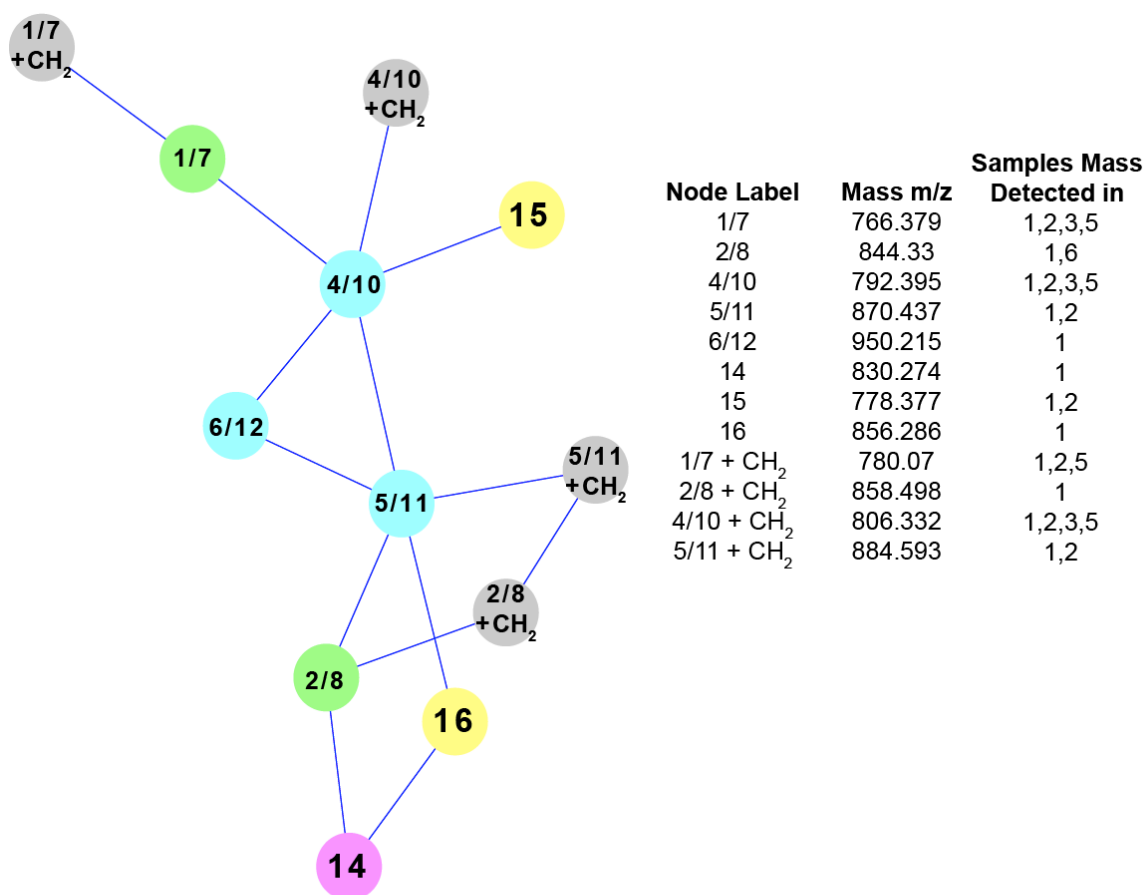 1/7
+CH2
4/10
+CH2
1/7
15
4/10
6/12
5/11
+CH2
5/11
2/8
+CH2
2/8
16
14
Samples Mass
Node Label Mass m/z Detected in
1/7 766.379 1,2,3,5
2/8 844.33 1,6
4/10 792.395 1,2,3,5
5/11 870.437 1,2
6/12 950.215 1
14 830.274 1
15 778.377 1,2
16 856.286 1
1/7 + CH2 780.07 1,2,5
2/8 + CH2 858.498 1
4/10 + CH2 806.332 1,2,3,5
5/11 + CH2 884.593 1,2